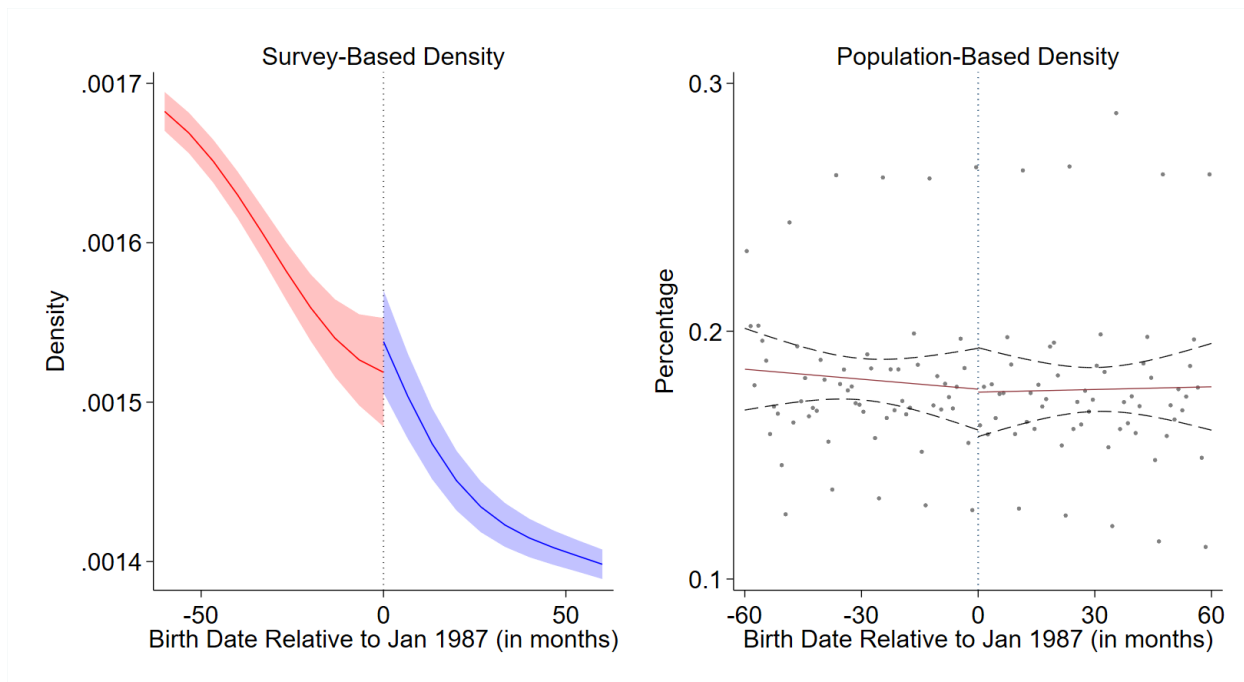 Survey-Based Density
.0017
.0016
.0015
.0014
Density
-50
0
50
Birth Date Relative to Jan 1987 (in months)
Population-Based Density
0.3
0.2
0.1
Percentage
-60
-30
0
30
60
Birth Date Relative to Jan 1987 (in months)